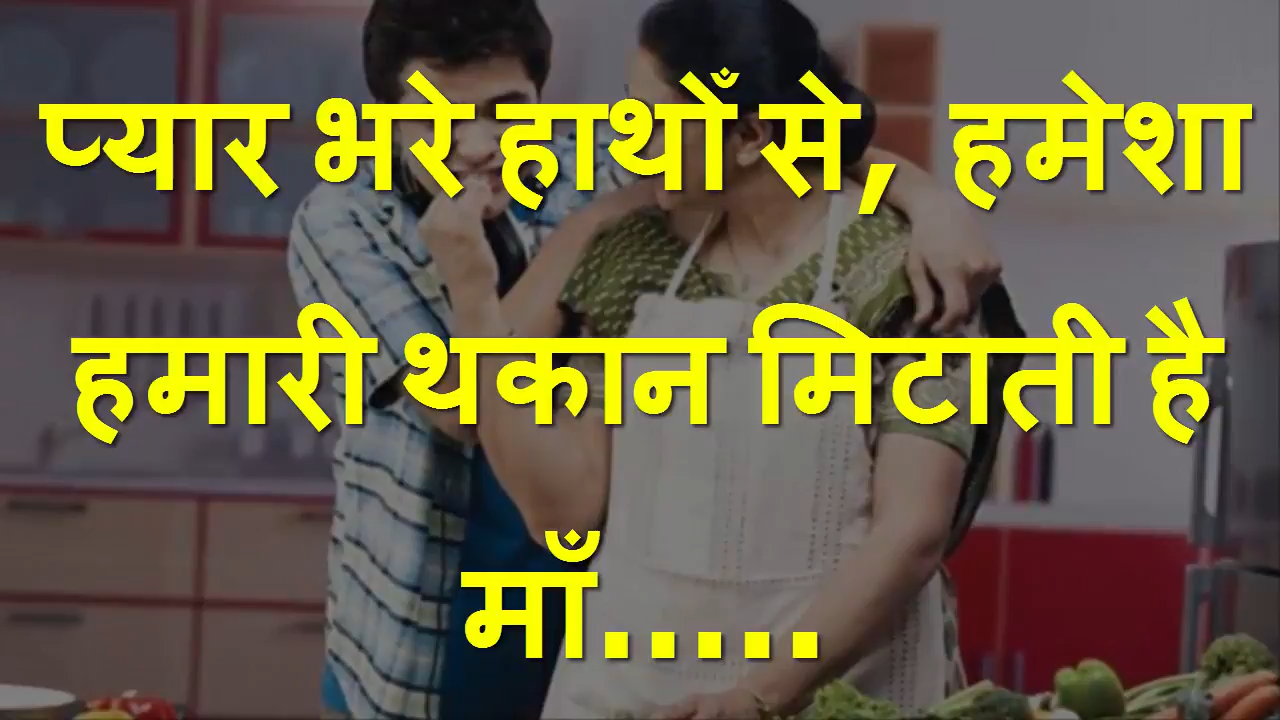 प्यार भरे हाथोँ से, हमेशा
हमारी थकान मिटाती है
माँ.....